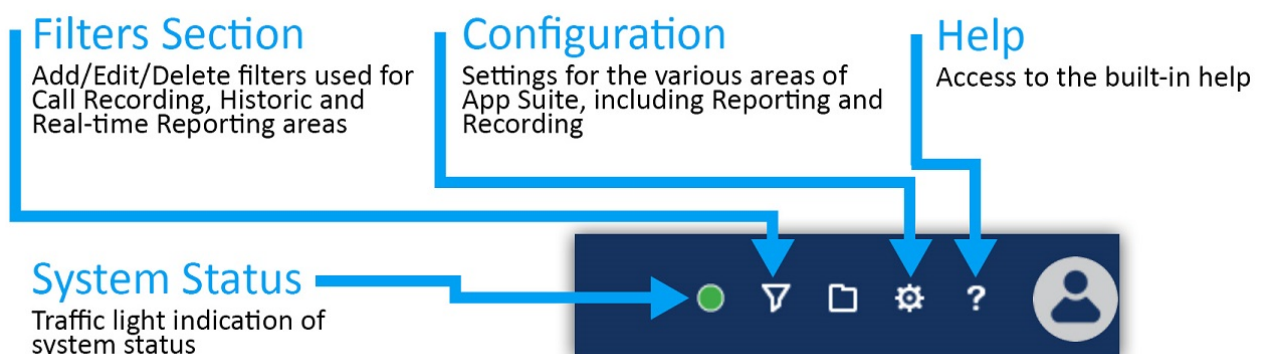 Filters Section
Add/Edit/Delete filters used for
Call Recording, Historic and
Real-time Reporting areas
Configuration
Settings for the various areas of
App Suite, including Reporting and
Recording
Help
Access to the built-in help
System Status
Traffic light indication of
system status
?